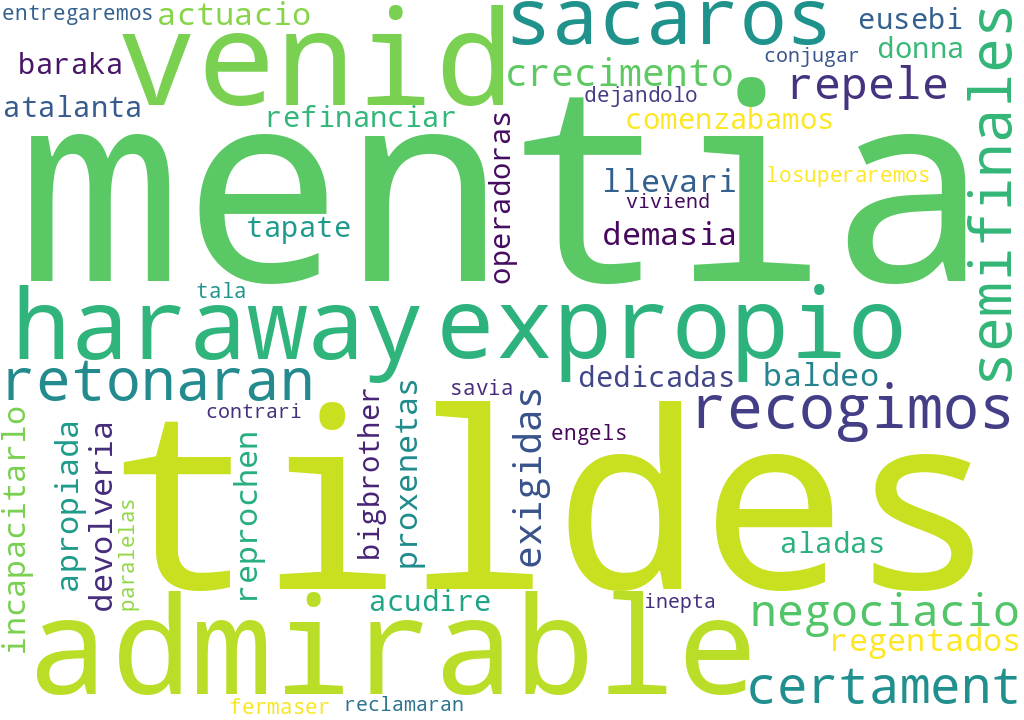 entregaremos
actuacio
venid
sacaros
eusebi
baraka
crecimento
conjugar
donna
repele
atalanta
refinanciar
dejandolo
comenzabamos
semifinales
mentia
operadoras
llevari
losuperaremos
viviend
tapate
demasia
tala
haraway
expropio
retonaran
savia
dedicadas
baldeo
recogimos
contrari
engels
incapacitarlo
apropiada
devolveria
paralelas
reprochen
bigbrother
proxenetas
exigidas
tildes
aladas
acudire
inepta
negociacio
admirable
regentados
certament
fermaser
reclamaran